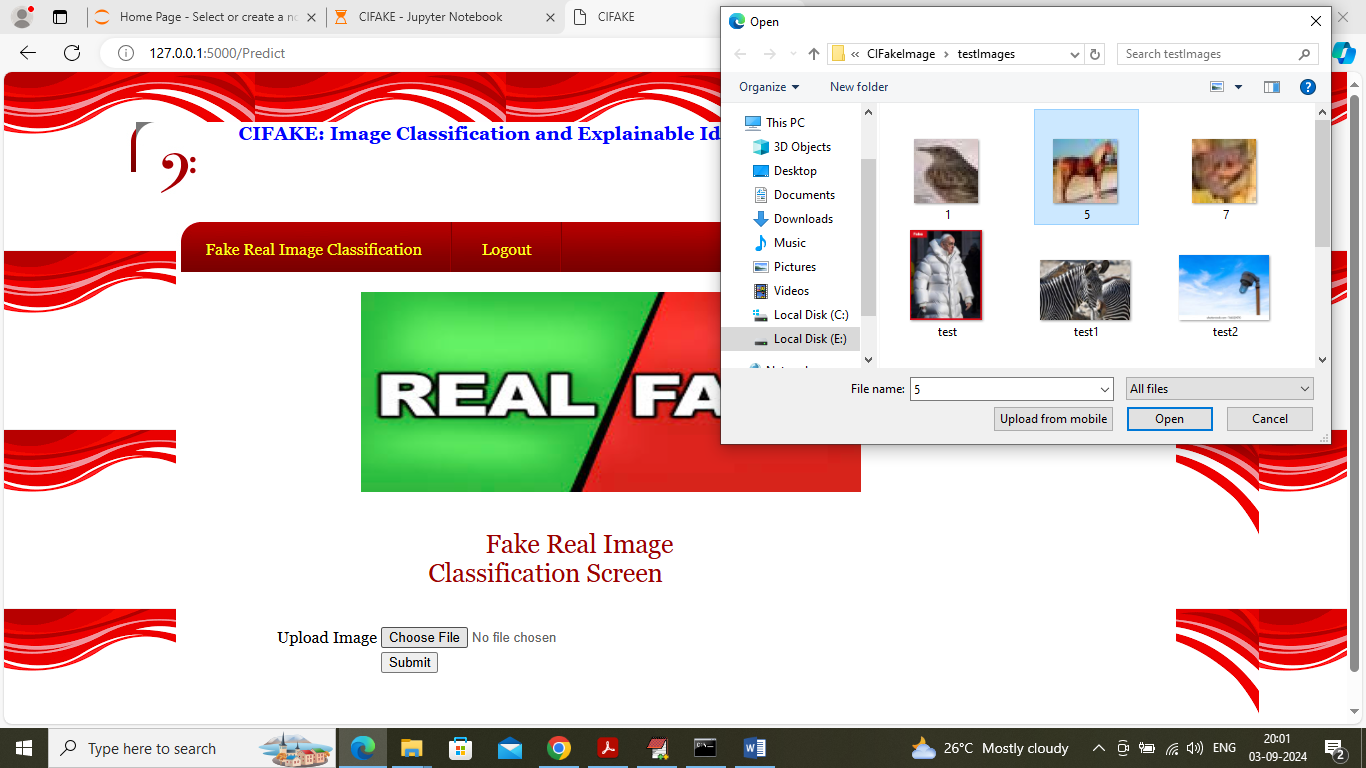 Home Page - Select or create a no
CIFAKE - Jupyter Notebook
CIFAKE
127.0.0.1:5000/Predict
CIFAKE: Image Classification and Explainable Id
Fake Real Image Classification
Logout
REAL FA
Fake Real Image
Classification Screen
Upload Image Choose File No file chosen
Submit
Open
« CIFakeImage › testImages
Search testImages
Organize
New folder
This PC
3D Objects
Desktop
Documents
Downloads
Music
Pictures
Videos
Local Disk (C:)
Local Disk (E:)
1
5
7
Fake
test
test1
test2
File name: 5
All files
Upload from mobile
Open
Cancel
Type here to search
26°C Mostly cloudy
ENG
20:01
03-09-2024
2